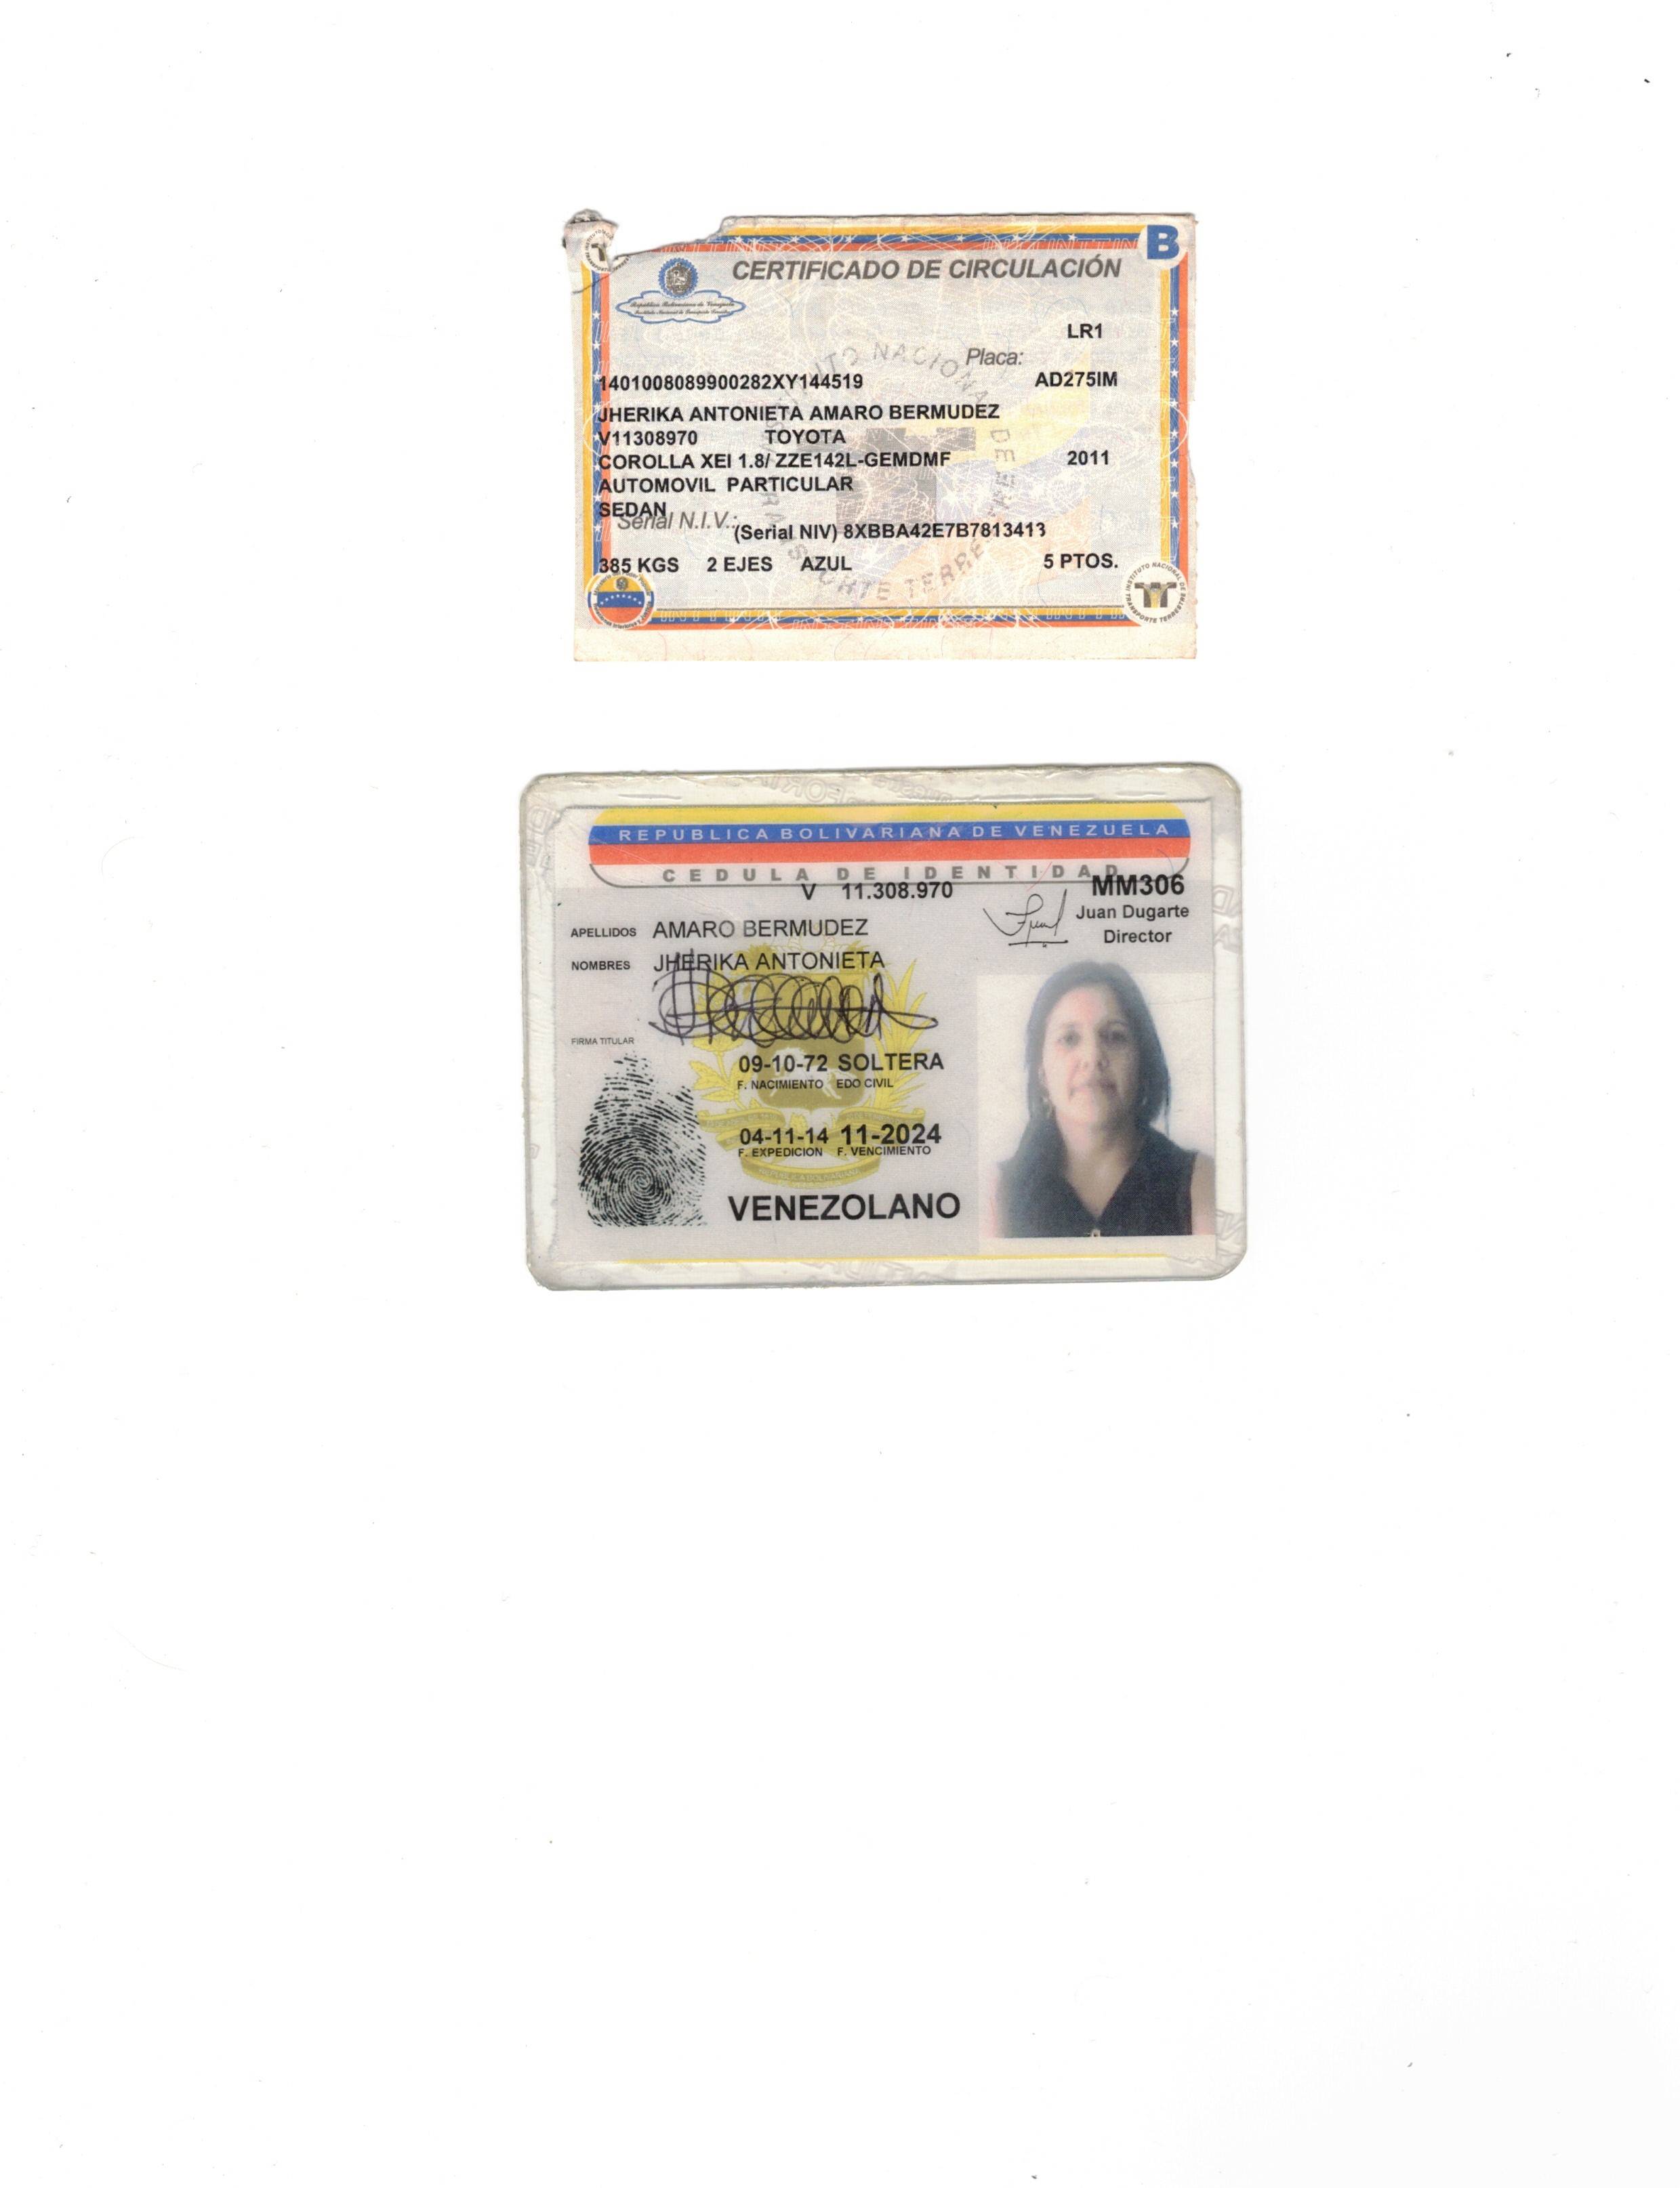 B
CERTIFICADO DE CIRCULACIÓN
República Bolivariana de Venezuela
LR1
Placa:
1401008089900282XY144519 AD275IM
JHERIKA ANTONIETA AMARO BERMUDEZ
V11308970 TOYOTA
COROLLA XEI 1.8/ ZZE142L-GEMDMF 2011
AUTOMOVIL PARTICULAR
SEDAN
Serial N.I.V.: (Serial NIV) 8XBBA42E7B7813413
385 KGS 2 EJES AZUL 5 PTOS.
INSTITUTO NACIONAL DE TRANSPORTE TERRESTRE
REPUBLICA BOLIVARIANA DE VENEZUELA
CEDULA DE IDENTIDAD
V 11.308.970 MM306
Juan Dugarte
Director
APELLIDOS AMARO BERMUDEZ
NOMBRES JHERIKA ANTONIETA
FIRMA TITULAR
09-10-72 SOLTERA
F. NACIMIENTO EDO CIVIL
04-11-14 11-2024
F. EXPEDICION F. VENCIMIENTO
VENEZOLANO